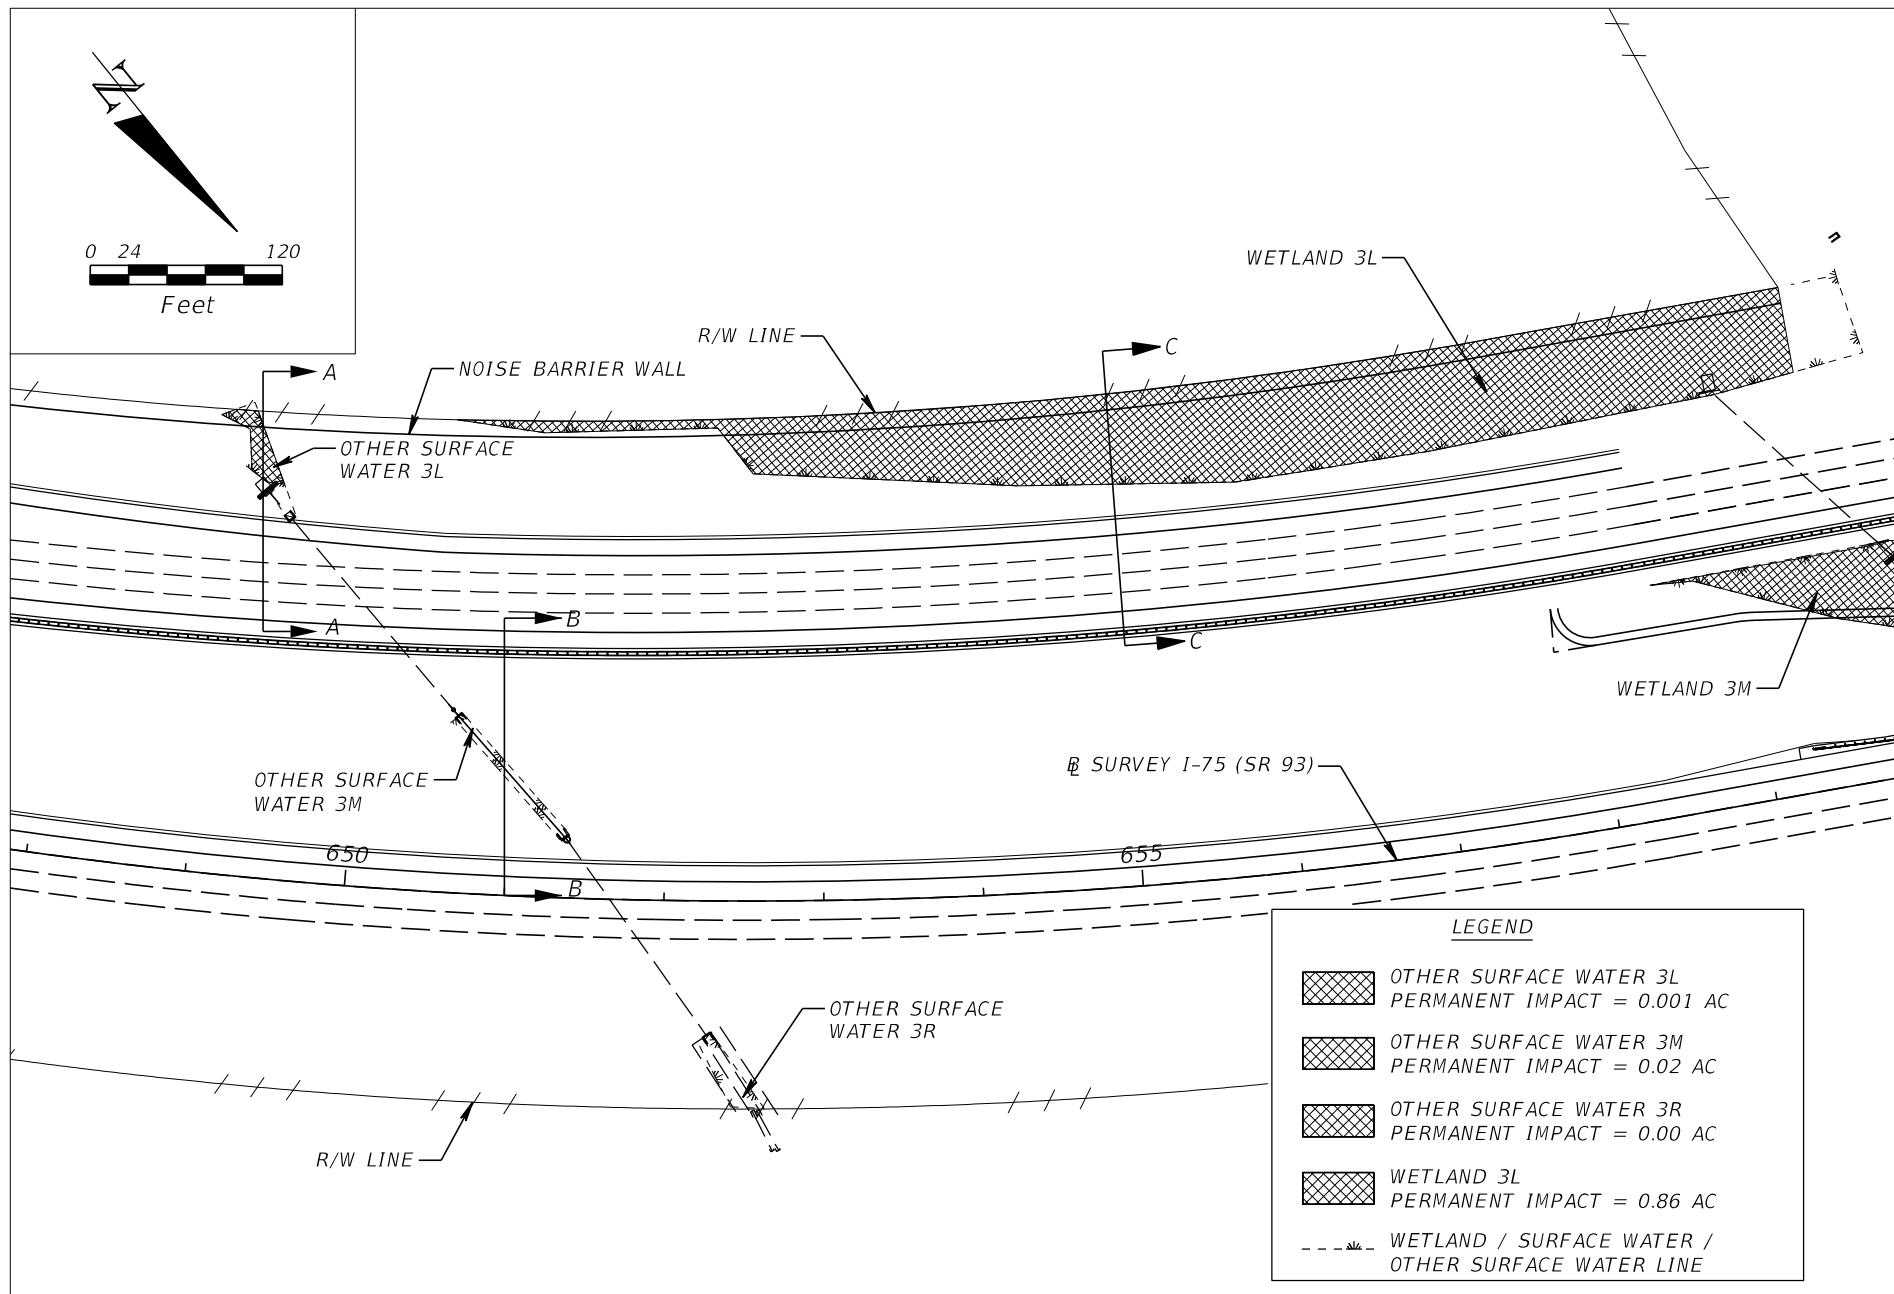 N
0 24 120
Feet
WETLAND 3L
R/W LINE
C
NOISE BARRIER WALL
A
OTHER SURFACE
WATER 3L
B
A
C
WETLAND 3M
OTHER SURFACE
WATER 3M
BL SURVEY I-75 (SR 93)
650
655
B
OTHER SURFACE
WATER 3R
R/W LINE
LEGEND
OTHER SURFACE WATER 3L
PERMANENT IMPACT = 0.001 AC
OTHER SURFACE WATER 3M
PERMANENT IMPACT = 0.02 AC
OTHER SURFACE WATER 3R
PERMANENT IMPACT = 0.00 AC
WETLAND 3L
PERMANENT IMPACT = 0.86 AC
WETLAND / SURFACE WATER /
OTHER SURFACE WATER LINE